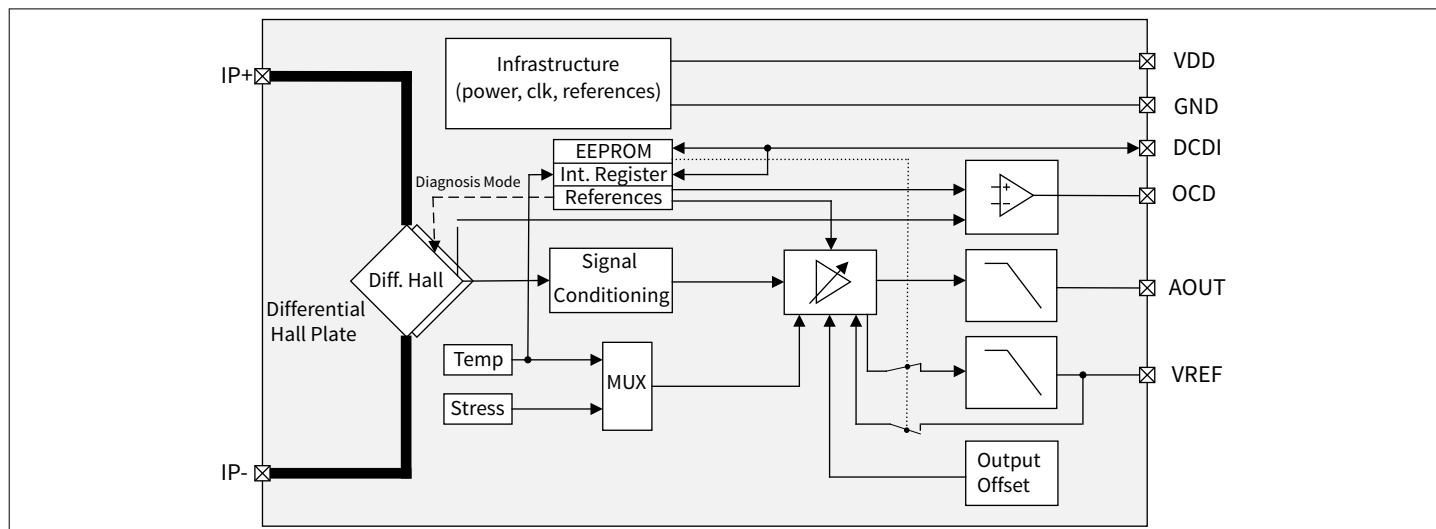 IP+
Infrastructure
(power, clk, references)
VDD
GND
EEPROM
DCDI
Int. Register
Diagnosis Mode
References
OCD
+
Diff. Hall
Signal
Conditioning
AOUT
Differential
Hall Plate
Temp
MUX
VREF
Stress
Output
Offset
IP-